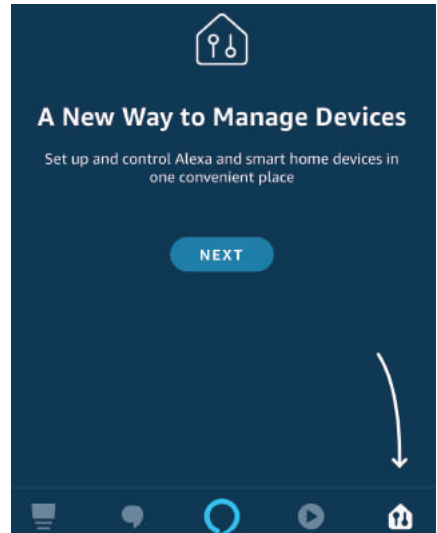 A New Way to Manage Devices
Set up and control Alexa and smart home devices in
one convenient place
NEXT